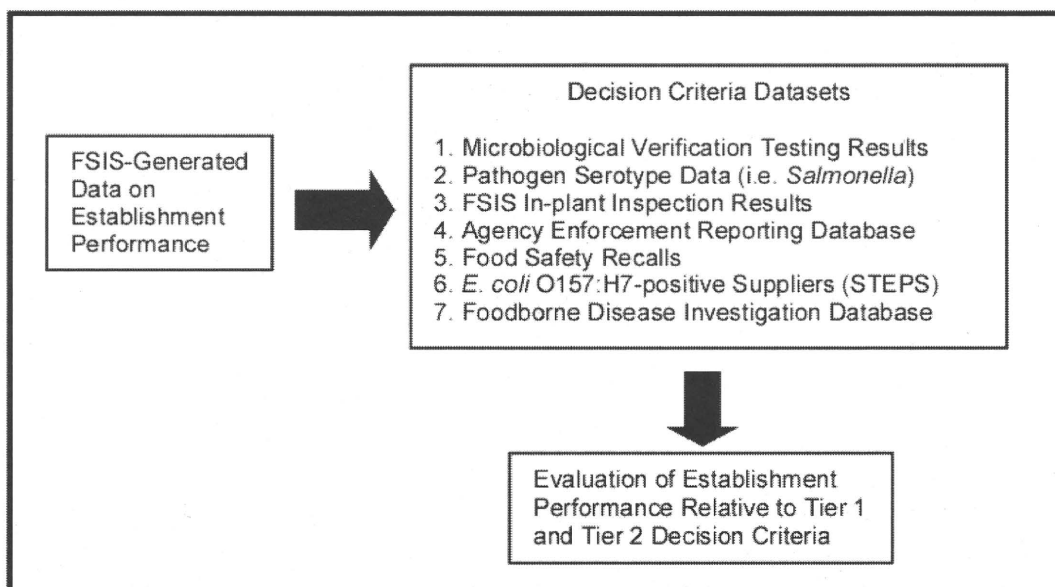 FSIS-Generated
Data on
Establishment
Performance
Decision Criteria Datasets
1. Microbiological Verification Testing Results
2. Pathogen Serotype Data (i.e. Salmonella)
3. FSIS In-plant Inspection Results
4. Agency Enforcement Reporting Database
5. Food Safety Recalls
6. E. coli O157:H7-positive Suppliers (STEPS)
7. Foodborne Disease Investigation Database
Evaluation of Establishment
Performance Relative to Tier 1
and Tier 2 Decision Criteria